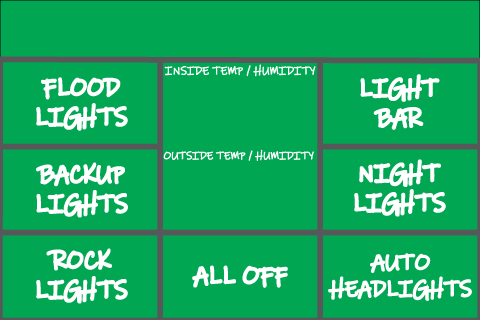 INSIDE TEMP / HUMIDITY
FLOOD
LIGHTS
LIGHT
BAR
OUTSIDE TEMP / HUMIDITY
BACKUP
LIGHTS
NIGHT
LIGHTS
ROCK
LIGHTS
ALL OFF
AUTO
HEADLIGHTS